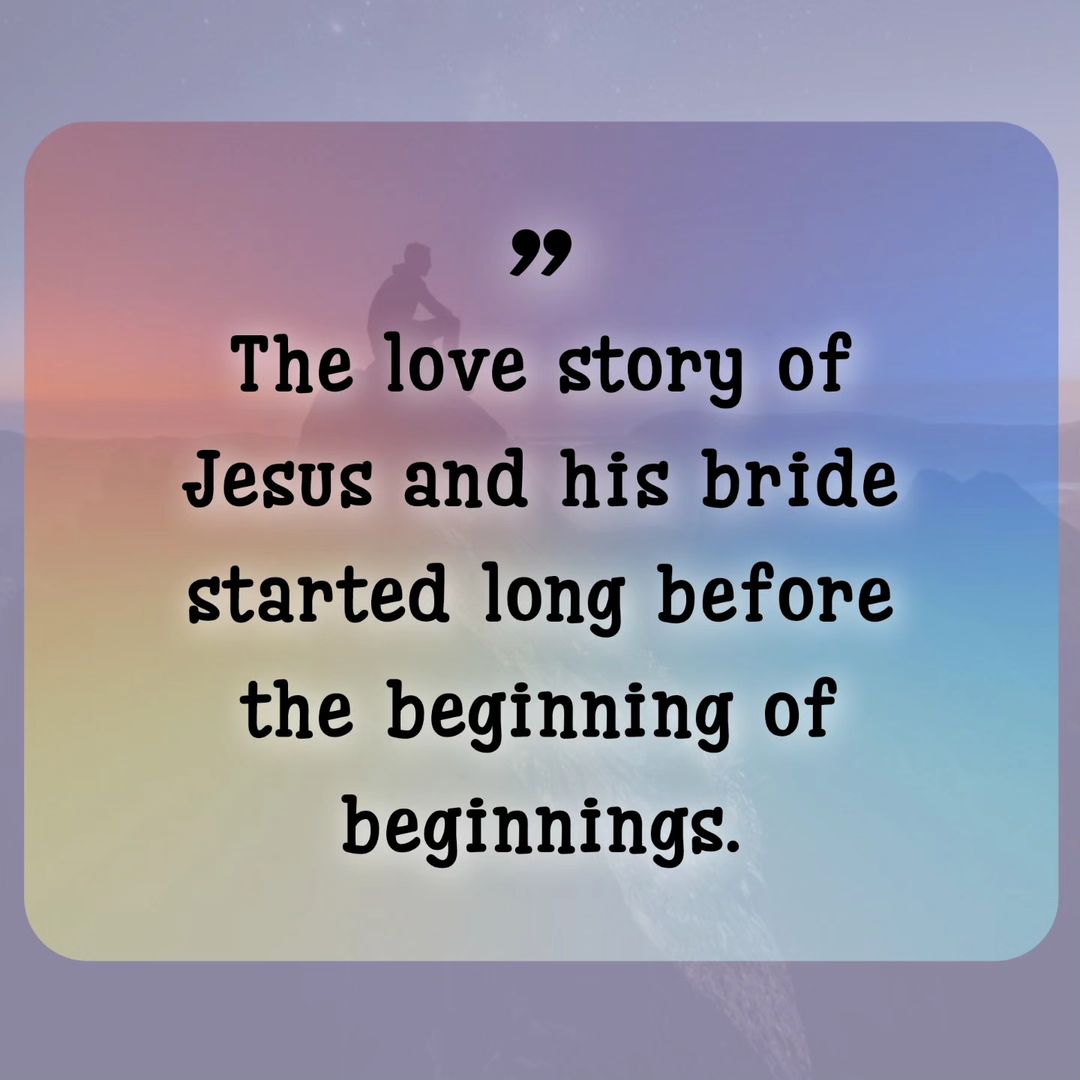 ”
The love story of
Jesus and his bride
started long before
the beginning of
beginnings.